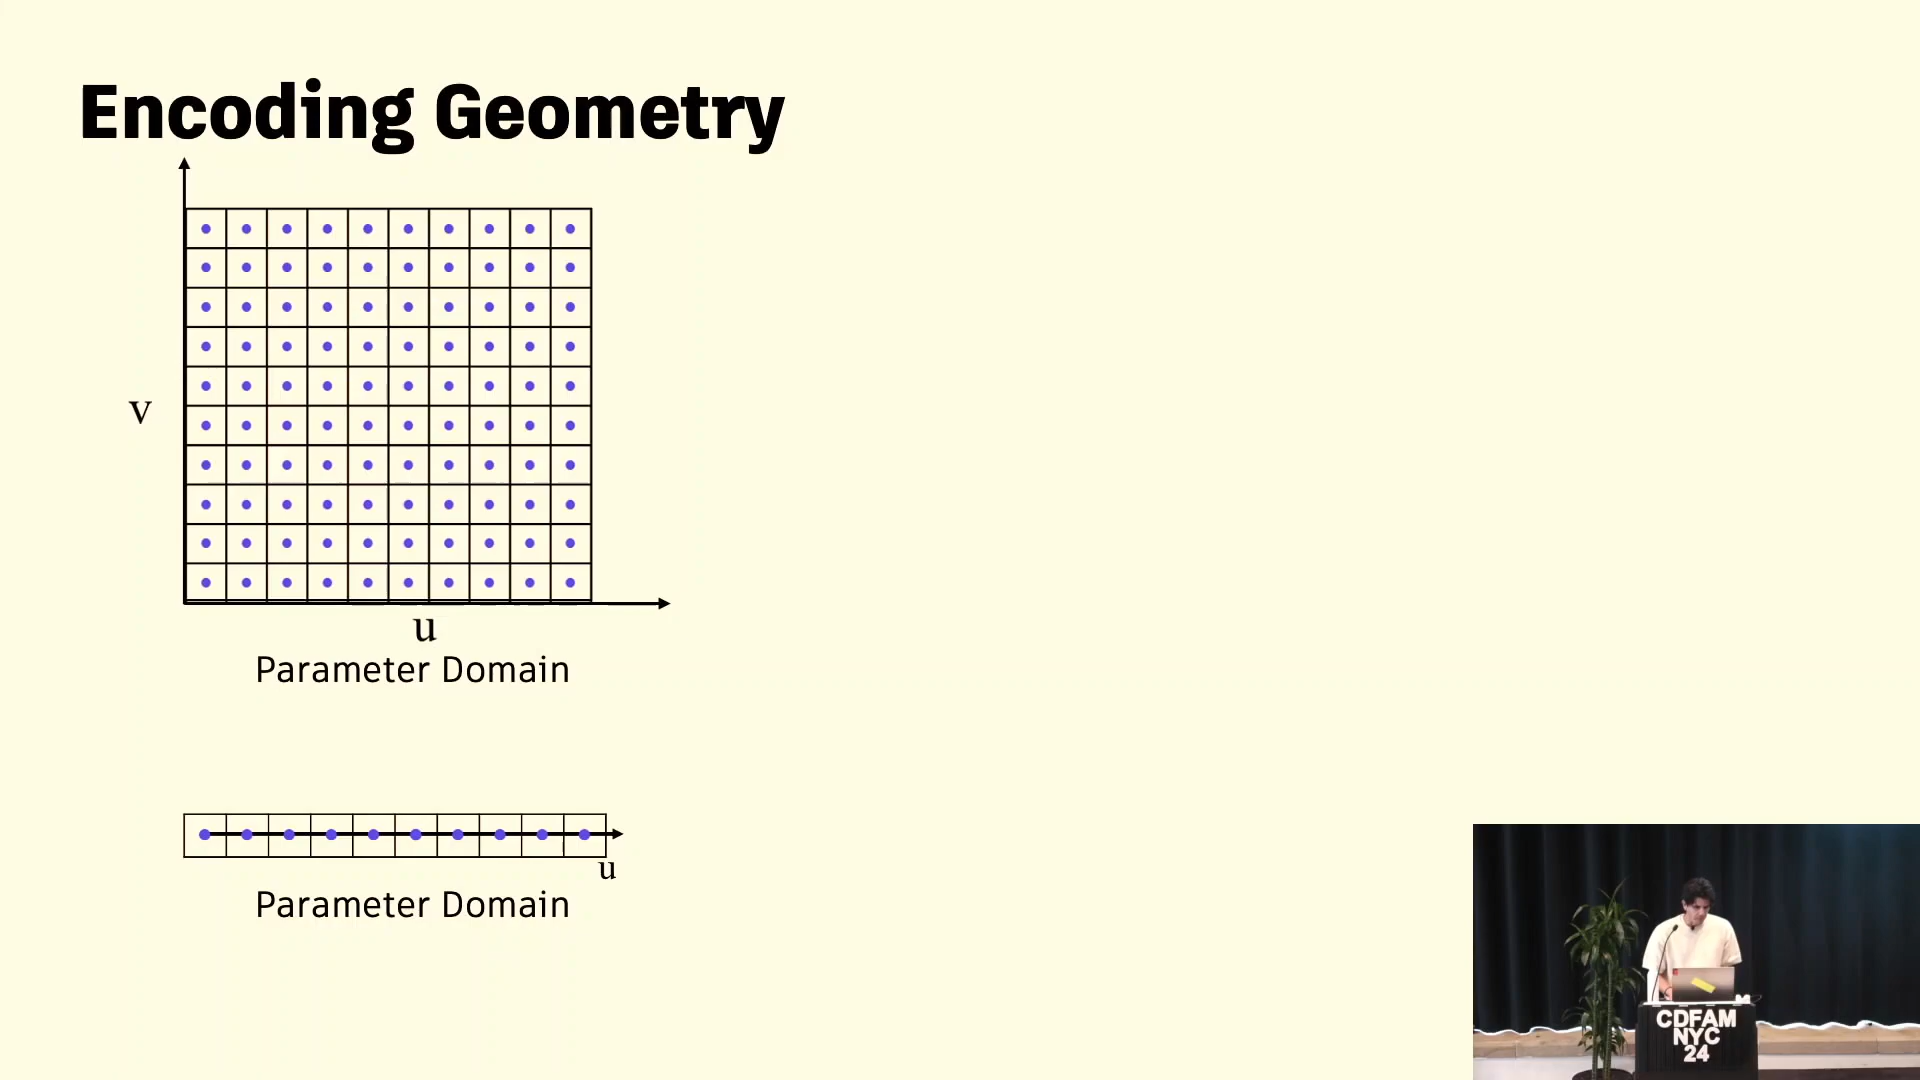 Encoding Geometry
v
u
Parameter Domain
u
Parameter Domain
CDFAM
NYC
24